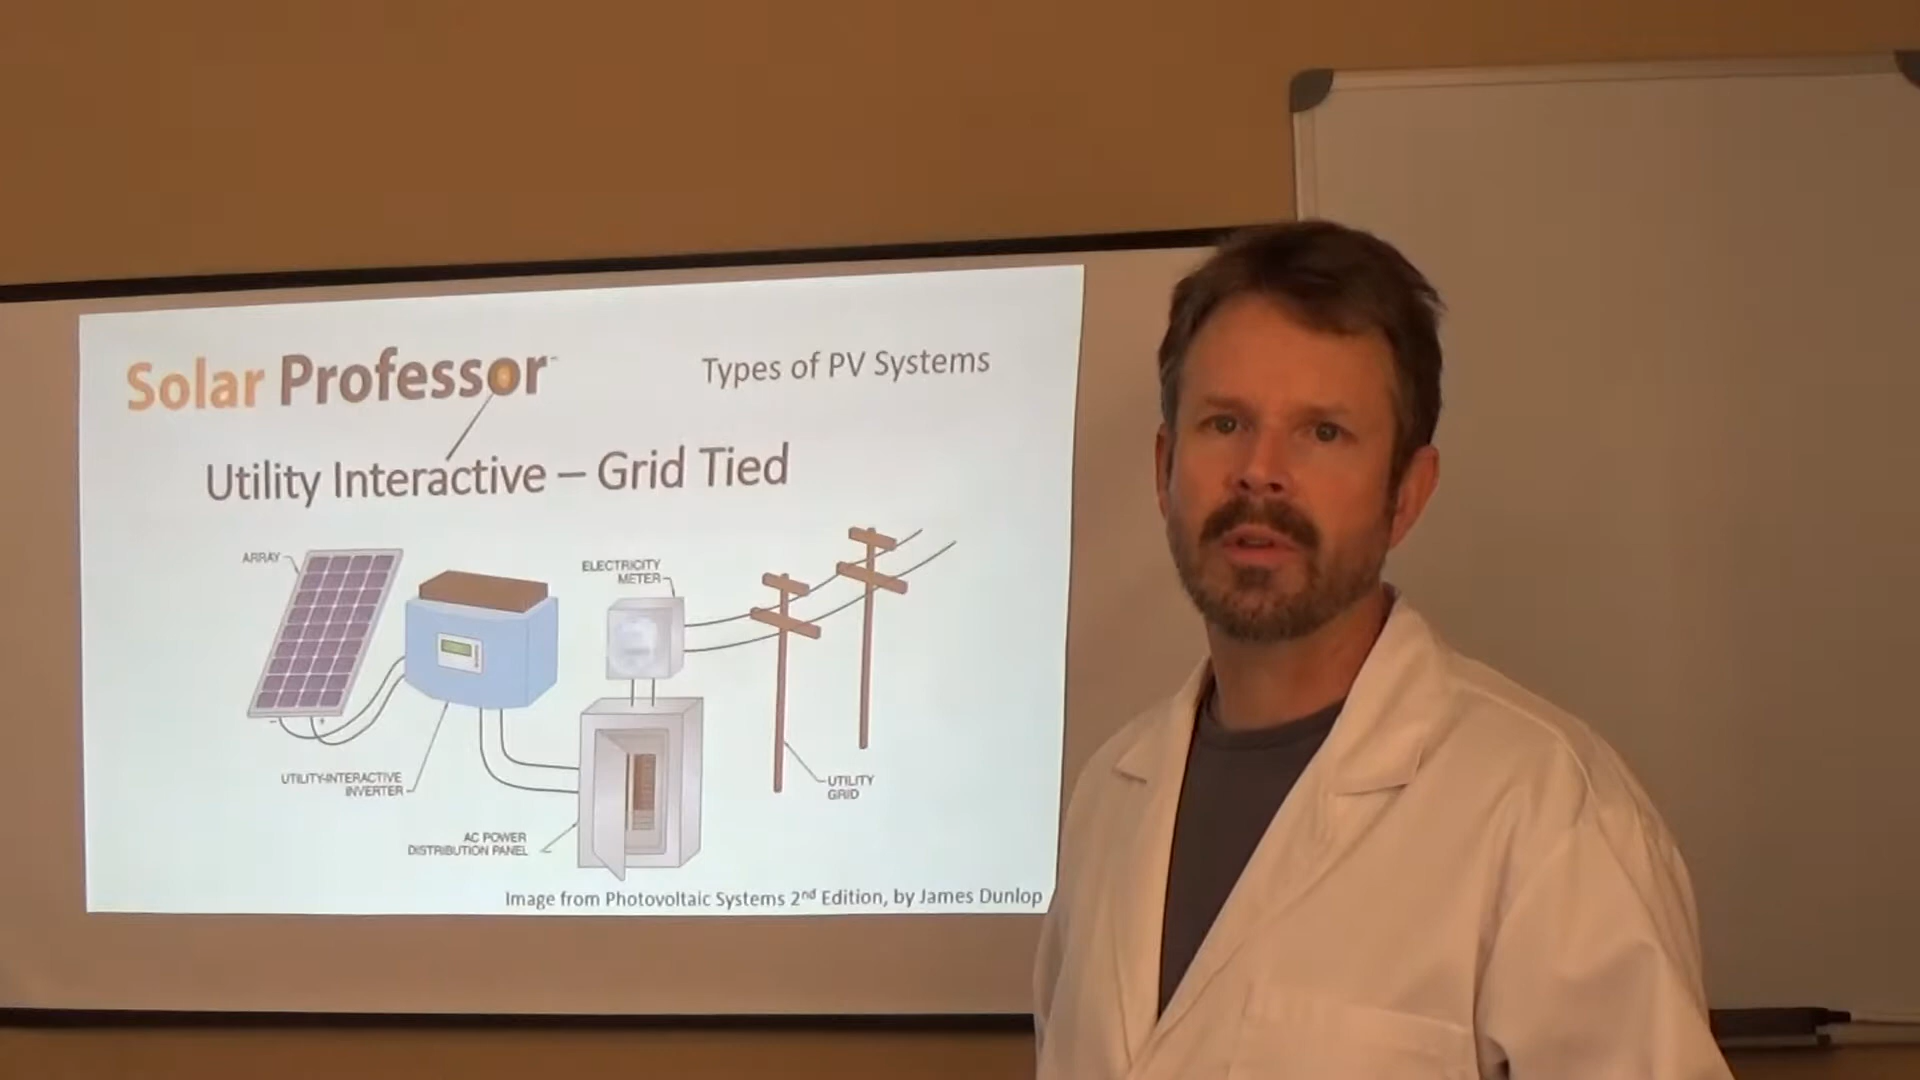 Solar Professor™
Types of PV Systems
Utility Interactive – Grid Tied
ARRAY
ELECTRICITY
METER
UTILITY-INTERACTIVE
INVERTER
UTILITY
GRID
AC POWER
DISTRIBUTION PANEL
Image from Photovoltaic Systems 2nd Edition, by James Dunlop